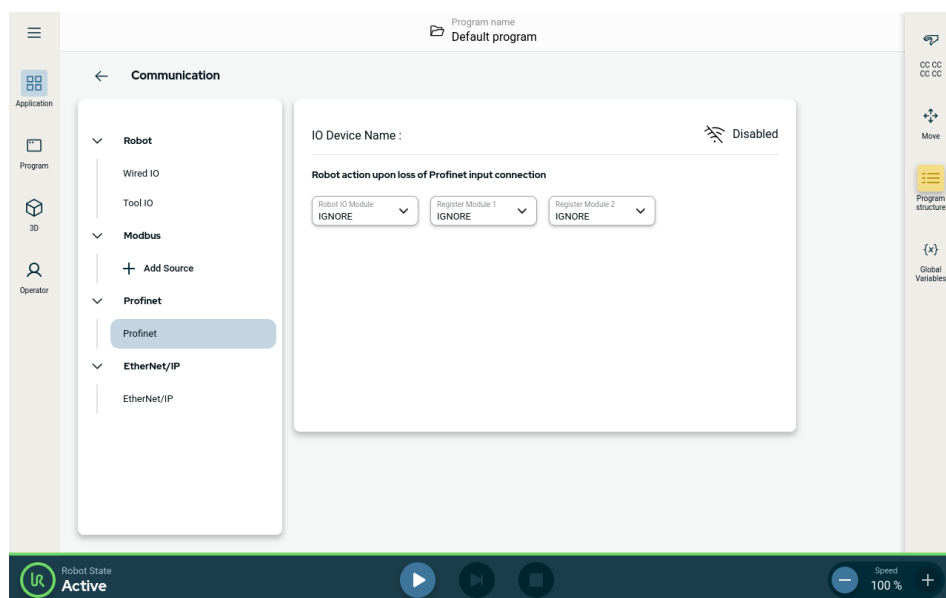 Program name
Default program
Communication
Application
Program
3D
Operator
Robot
Wired IO
Tool IO
Modbus
Add Source
Profinet
Profinet
EtherNet/IP
EtherNet/IP
IO Device Name :
Disabled
Robot action upon loss of Profinet input connection
Robot IO Module
IGNORE
Register Module 1
IGNORE
Register Module 2
IGNORE
CC CC
CC CC
Move
Program
structure
{x}
Global
Variables
UR
Robot State
Active
Speed
100 %